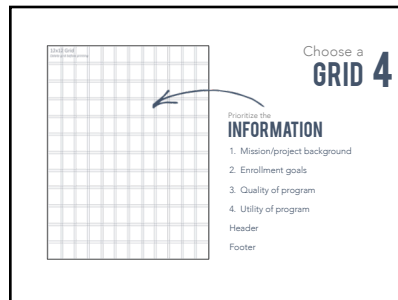 Choose a
GRID 4
Prioritize the
INFORMATION
1. Mission/project background
2. Enrollment goals
3. Quality of program
4. Utility of program
Header
Footer